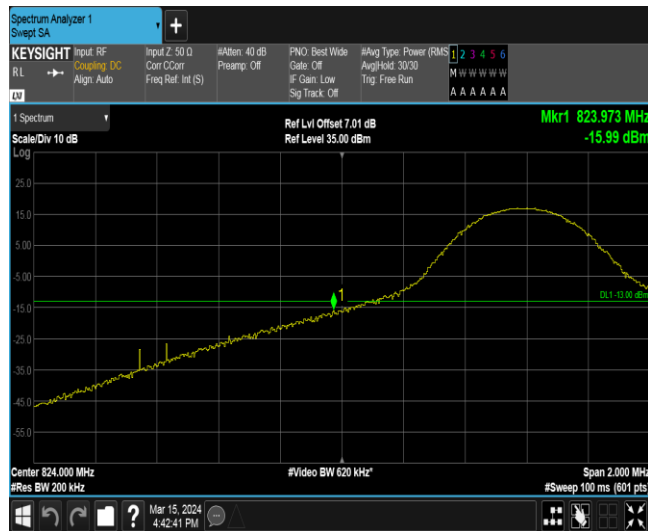 Spectrum Analyzer 1
Swept SA
KEYSIGHT
RL
LXI
Input: RF
Coupling: DC
Align: Auto
Input Z: 50 Ω
Corr CCorr
Freq Ref: Int (S)
#Atten: 40 dB
Preamp: Off
PNO: Best Wide
Gate: Off
IF Gain: Low
Sig Track: Off
#Avg Type: Power (RMS
Avg|Hold: 30/30
Trig: Free Run
1 2 3 4 5 6
M W W W W W
A A A A A A
1 Spectrum
Scale/Div 10 dB
Log
Ref Lvl Offset 7.01 dB
Ref Level 35.00 dBm
Mkr1 823.973 MHz
-15.99 dBm
25.0
15.0
5.00
-5.00
1
DL1 -13.00 dBm
-15.0
-25.0
-35.0
-45.0
-55.0
Center 824.000 MHz
#Video BW 620 kHz*
Span 2.000 MHz
#Res BW 200 kHz
#Sweep 100 ms (601 pts)
?
Mar 15, 2024
4:42:41 PM